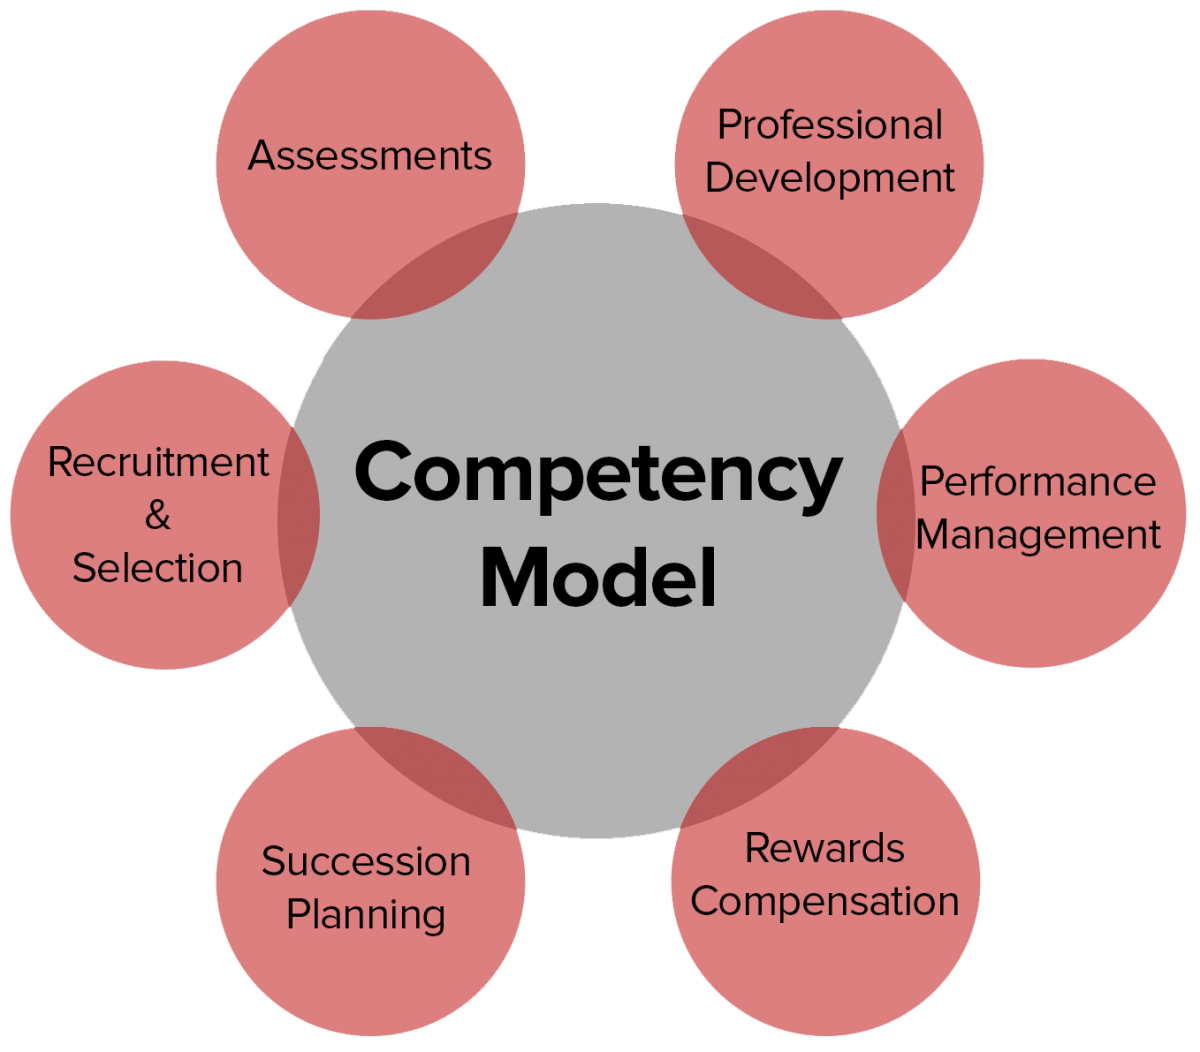 Assessments
Professional
Development
Recruitment
&
Selection
Competency
Model
Performance
Management
Succession
Planning
Rewards
Compensation